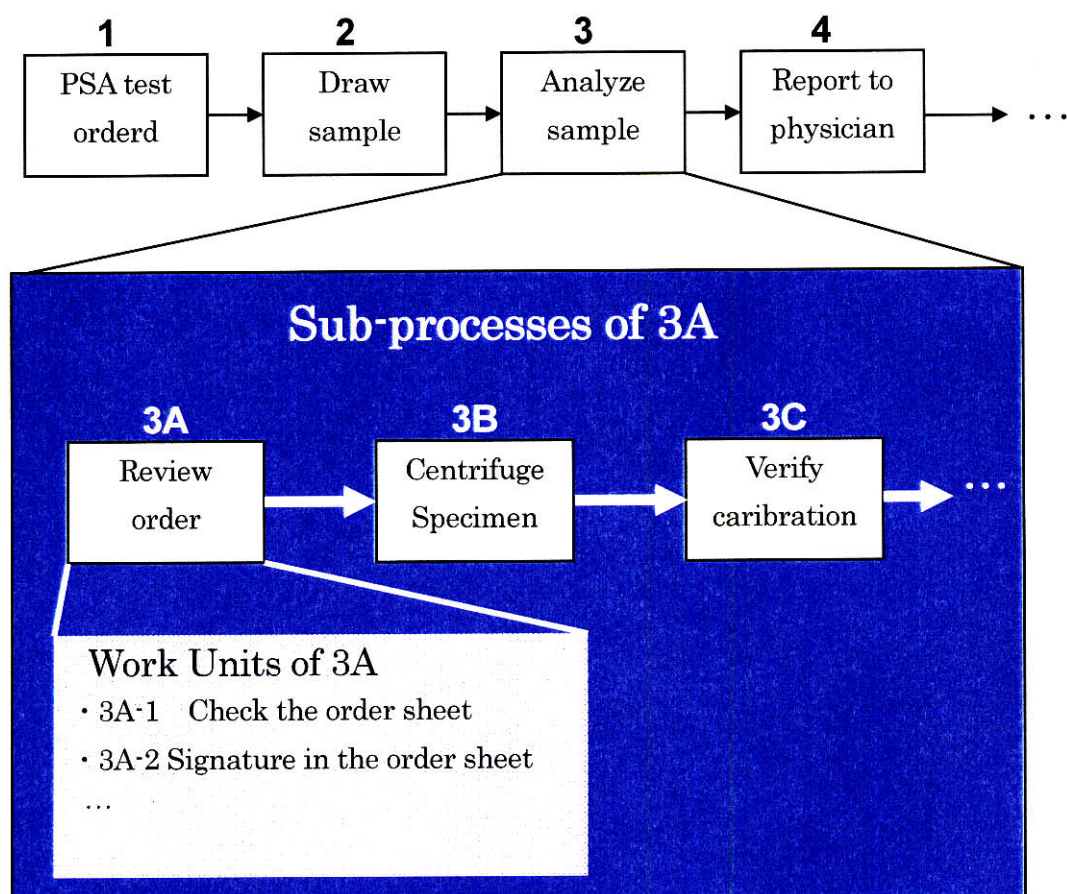 1
2
3
4
PSA test
orderd
Draw
sample
Analyze
sample
Report to
physician
...
Sub-processes of 3A
3A
3B
3C
Review
order
Centrifuge
Specimen
Verify
caribration
...
Work Units of 3A
・3A-1 Check the order sheet
・3A-2 Signature in the order sheet
...